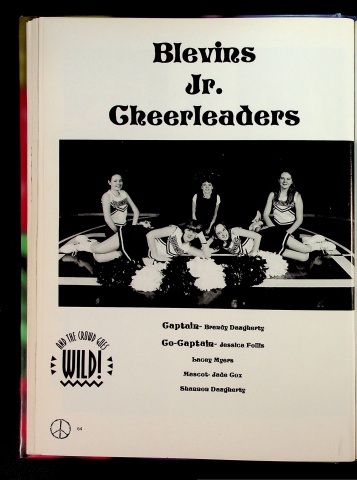 Blevins
Jr.
Cheerleaders
Captain- Brandy Daugherty
Co-Captain- Jessica Follis
Lacey Myers
Mascot- Jada Cox
Shannon Daugherty
AND THE CROWD GOES
WILD!
64